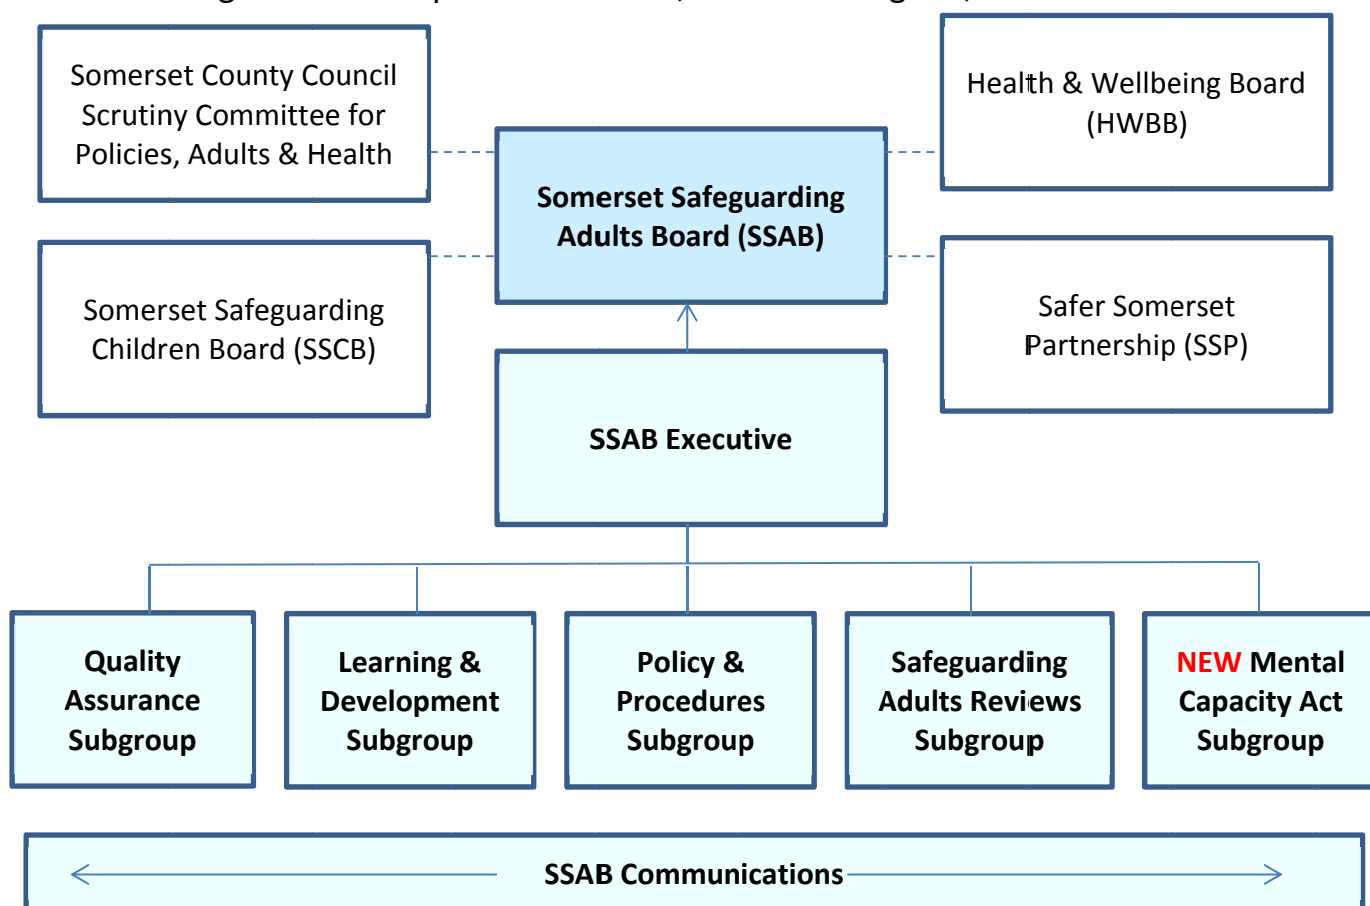 Somerset County Council
Scrutiny Committee for
Policies, Adults & Health
Health & Wellbeing Board
(HWBB)
Somerset Safeguarding
Adults Board (SSAB)
Somerset Safeguarding
Children Board (SSCB)
Safer Somerset
Partnership (SSP)
SSAB Executive
Quality
Assurance
Subgroup
Learning &
Development
Subgroup
Policy &
Procedures
Subgroup
Safeguarding
Adults Reviews
Subgroup
NEW Mental
Capacity Act
Subgroup
SSAB Communications